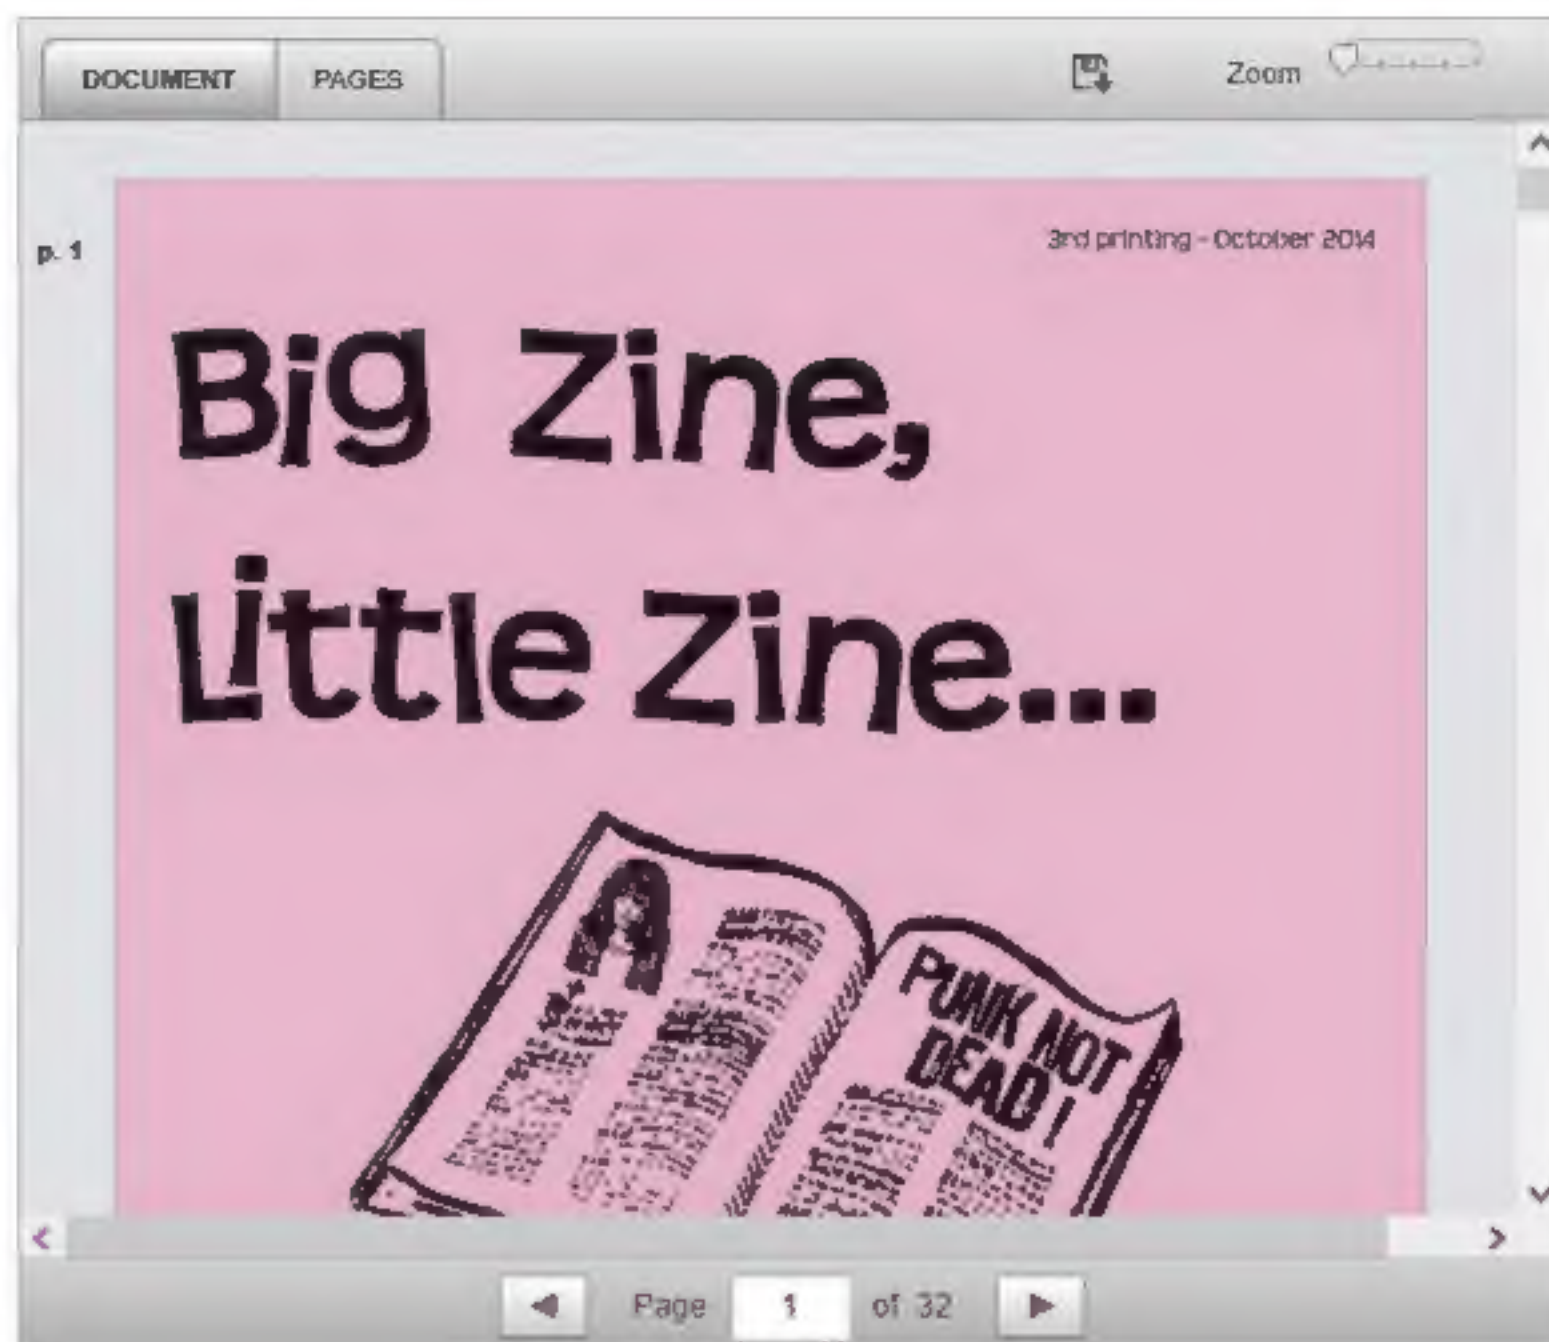 DOCUMENT PAGES Zoom
p. 1
3rd printing - October 2014
Big Zine,
Little Zine...
A
PUNK NOT
DEAD!
Page 1 of 32